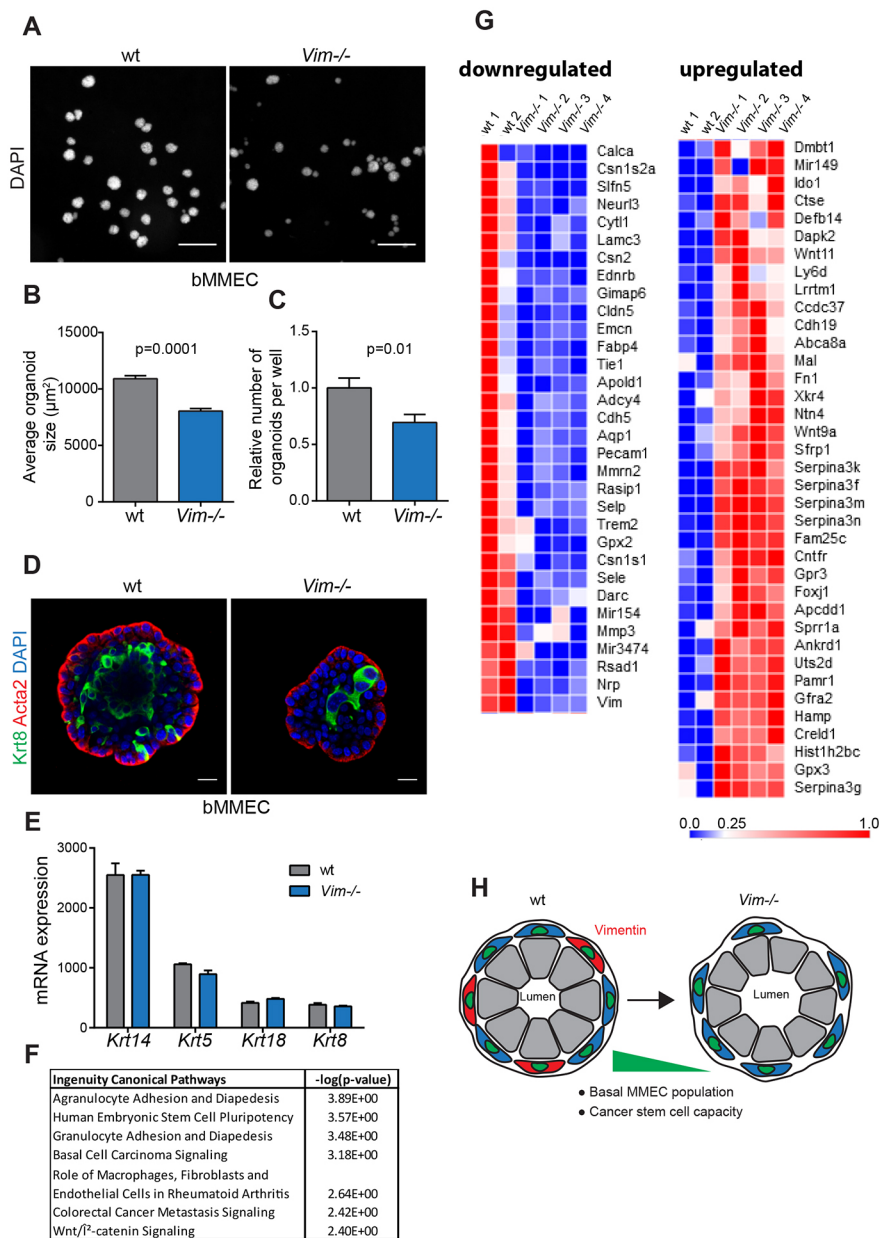 A
wt
Vim-/-
DAPI
bMMEC
B
Average organoid
size (µm²)
15000
10000
5000
0
p=0.0001
wt
Vim-/-
C
Relative number of
organoids per well
1.5
1.0
0.5
0.0
p=0.01
wt
Vim-/-
D
wt
Vim-/-
Krt8 Acta2 DAPI
bMMEC
E
mRNA expression
3000
2000
1000
0
wt
Vim-/-
Krt14
Krt5
Krt18
Krt8
F
Ingenuity Canonical Pathways -log(p-value)
Agranulocyte Adhesion and Diapedesis 3.89E+00
Human Embryonic Stem Cell Pluripotency 3.57E+00
Granulocyte Adhesion and Diapedesis 3.48E+00
Basal Cell Carcinoma Signaling 3.18E+00
Role of Macrophages, Fibroblasts and
Endothelial Cells in Rheumatoid Arthritis 2.64E+00
Colorectal Cancer Metastasis Signaling 2.42E+00
Wnt/Î²-catenin Signaling 2.40E+00
G
downregulated
wt 1
wt 2
Vim-/- 1
Vim-/- 2
Vim-/- 3
Vim-/- 4
Calca
Csn1s2a
Slfn5
Neurl3
Cytl1
Lamc3
Csn2
Ednrb
Gimap6
Cldn5
Emcn
Fabp4
Tie1
Apold1
Adcy4
Cdh5
Aqp1
Pecam1
Mmrn2
Rasip1
Selp
Trem2
Gpx2
Csn1s1
Sele
Darc
Mir154
Mmp3
Mir3474
Rsad1
Nrp
Vim
upregulated
wt 1
wt 2
Vim-/- 1
Vim-/- 2
Vim-/- 3
Vim-/- 4
Dmbt1
Mir149
Ido1
Ctse
Defb14
Dapk2
Wnt11
Ly6d
Lrrtm1
Ccdc37
Cdh19
Abca8a
Mal
Fn1
Xkr4
Ntn4
Wnt9a
Sfrp1
Serpina3k
Serpina3f
Serpina3m
Serpina3n
Fam25c
Cntfr
Gpr3
Foxj1
Apcdd1
Sprr1a
Ankrd1
Uts2d
Pamr1
Gfra2
Hamp
Creld1
Hist1h2bc
Gpx3
Serpina3g
0.0 0.25 1.0
H
wt
Vim-/-
Vimentin
Lumen
Lumen
● Basal MMEC population
● Cancer stem cell capacity